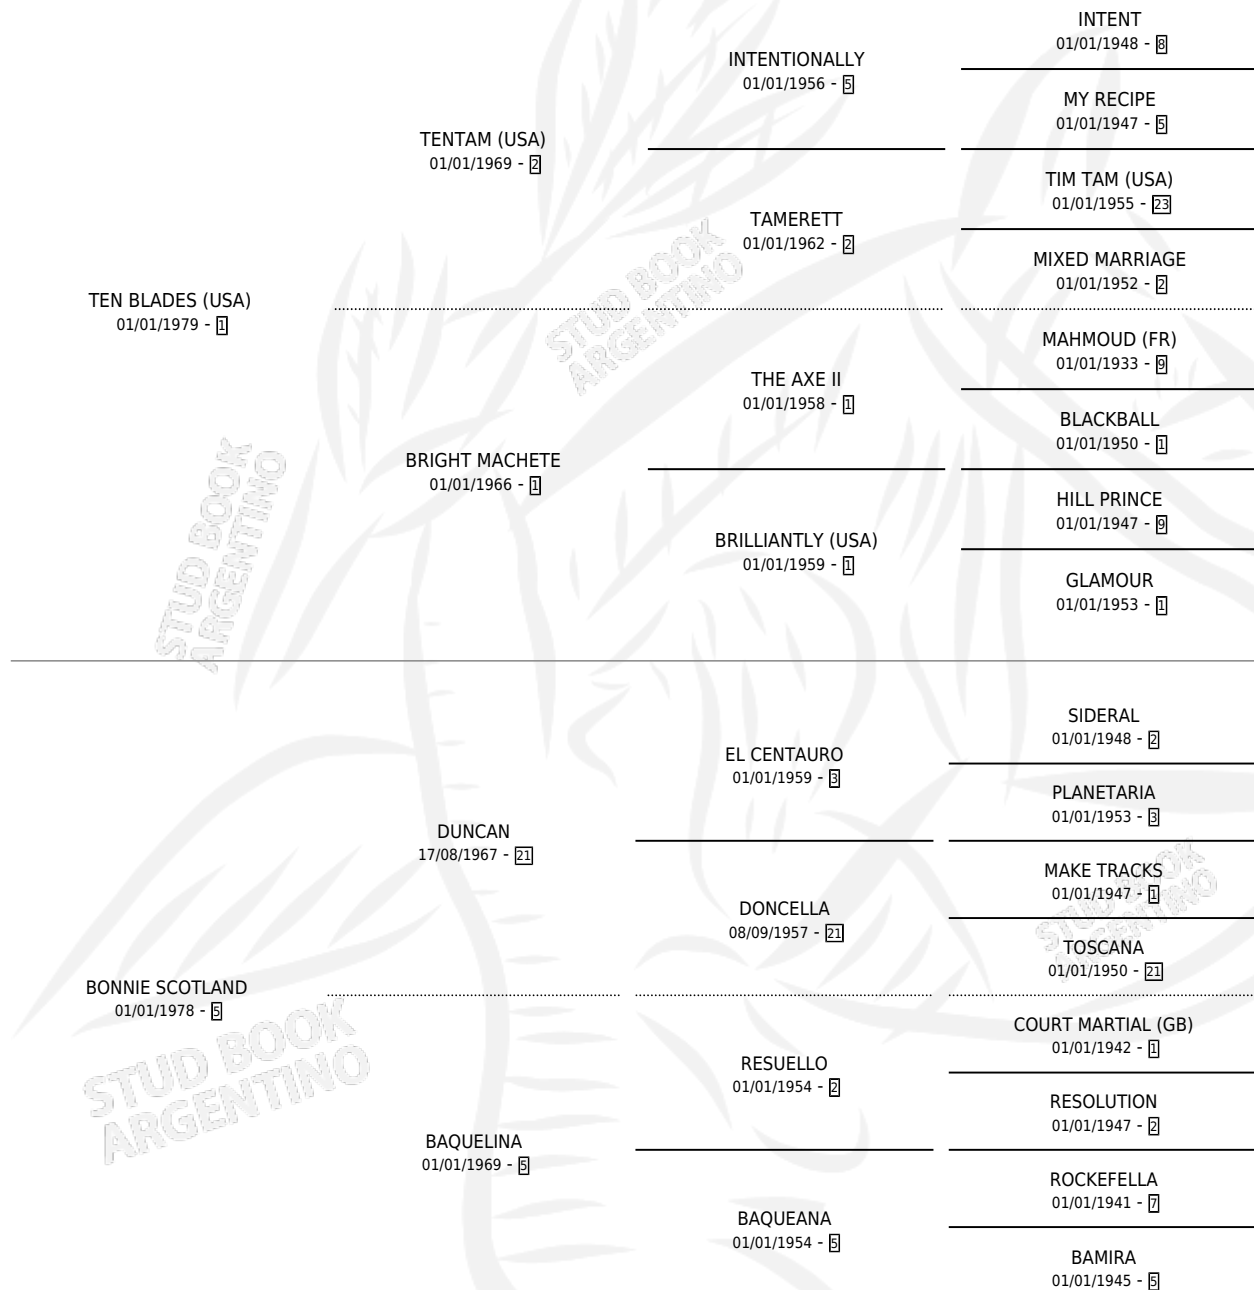 INTENT
01/01/1948 - 8
INTENTIONALLY
01/01/1956 - 5
MY RECIPE
01/01/1947 - 5
TENTAM (USA)
01/01/1969 - 2
TIM TAM (USA)
01/01/1955 - 23
TAMERETT
01/01/1962 - 2
MIXED MARRIAGE
01/01/1952 - 2
TEN BLADES (USA)
01/01/1979 - 1
STUD BOOK
ARGENTINO
MAHMOUD (FR)
01/01/1933 - 9
THE AXE II
01/01/1958 - 1
BLACKBALL
01/01/1950 - 1
BRIGHT MACHETE
01/01/1966 - 1
HILL PRINCE
01/01/1947 - 9
BRILLIANTLY (USA)
01/01/1959 - 1
GLAMOUR
01/01/1953 - 1
STUD BOOK
ARGENTINO
SIDERAL
01/01/1948 - 2
EL CENTAURO
01/01/1959 - 3
PLANETARIA
01/01/1953 - 3
DUNCAN
17/08/1967 - 21
MAKE TRACKS
01/01/1947 - 1
DONCELLA
08/09/1957 - 21
TOSCANA
01/01/1950 - 21
STUD BOOK
ARGENTINO
BONNIE SCOTLAND
01/01/1978 - 5
COURT MARTIAL (GB)
01/01/1942 - 1
RESUELLO
01/01/1954 - 2
RESOLUTION
01/01/1947 - 2
STUD BOOK
ARGENTINO
BAQUELINA
01/01/1969 - 5
ROCKEFELLA
01/01/1941 - 7
BAQUEANA
01/01/1954 - 5
BAMIRA
01/01/1945 - 5